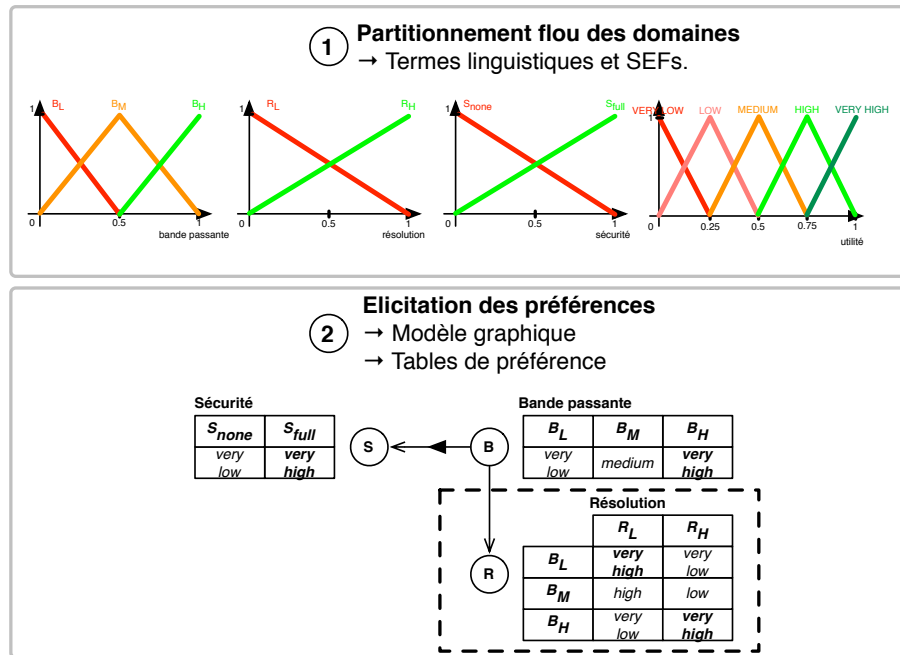 1 Partitionnement flou des domaines
→ Termes linguistiques et SEFs.
B_L B_M B_H
1
0 0.5 1
bande passante
R_L R_H
1
0 0.5 1
résolution
S_none S_full
1
0 0.5 1
sécurité
VERY LOW LOW MEDIUM HIGH VERY HIGH
1
0 0.25 0.5 0.75 1
utilité
2 Elicitation des préférences
→ Modèle graphique
→ Tables de préférence
Sécurité
S_none S_full
very low very high
S B
Bande passante
B_L B_M B_H
very low medium very high
R
Résolution
R_L R_H
B_L very high very low
B_M high low
B_H very low very high